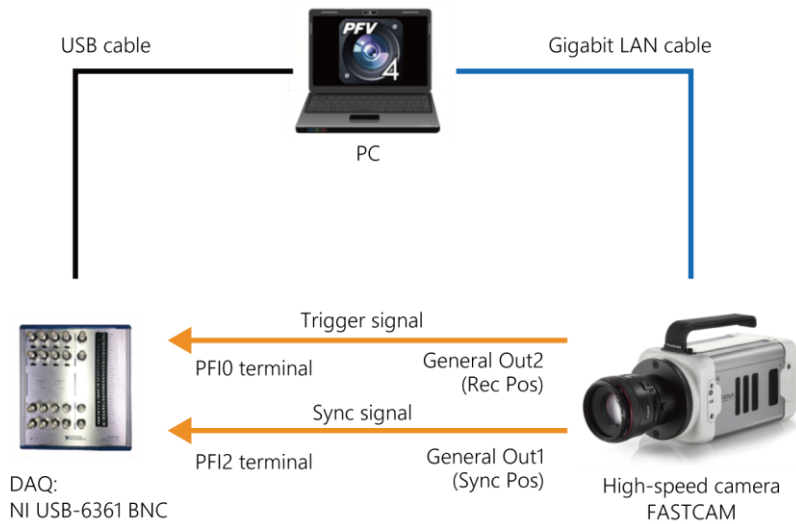 USB cable
Gigabit LAN cable
PFV
4
PC
Trigger signal
PFI0 terminal
General Out2
(Rec Pos)
Sync signal
PFI2 terminal
General Out1
(Sync Pos)
DAQ:
NI USB-6361 BNC
High-speed camera
FASTCAM